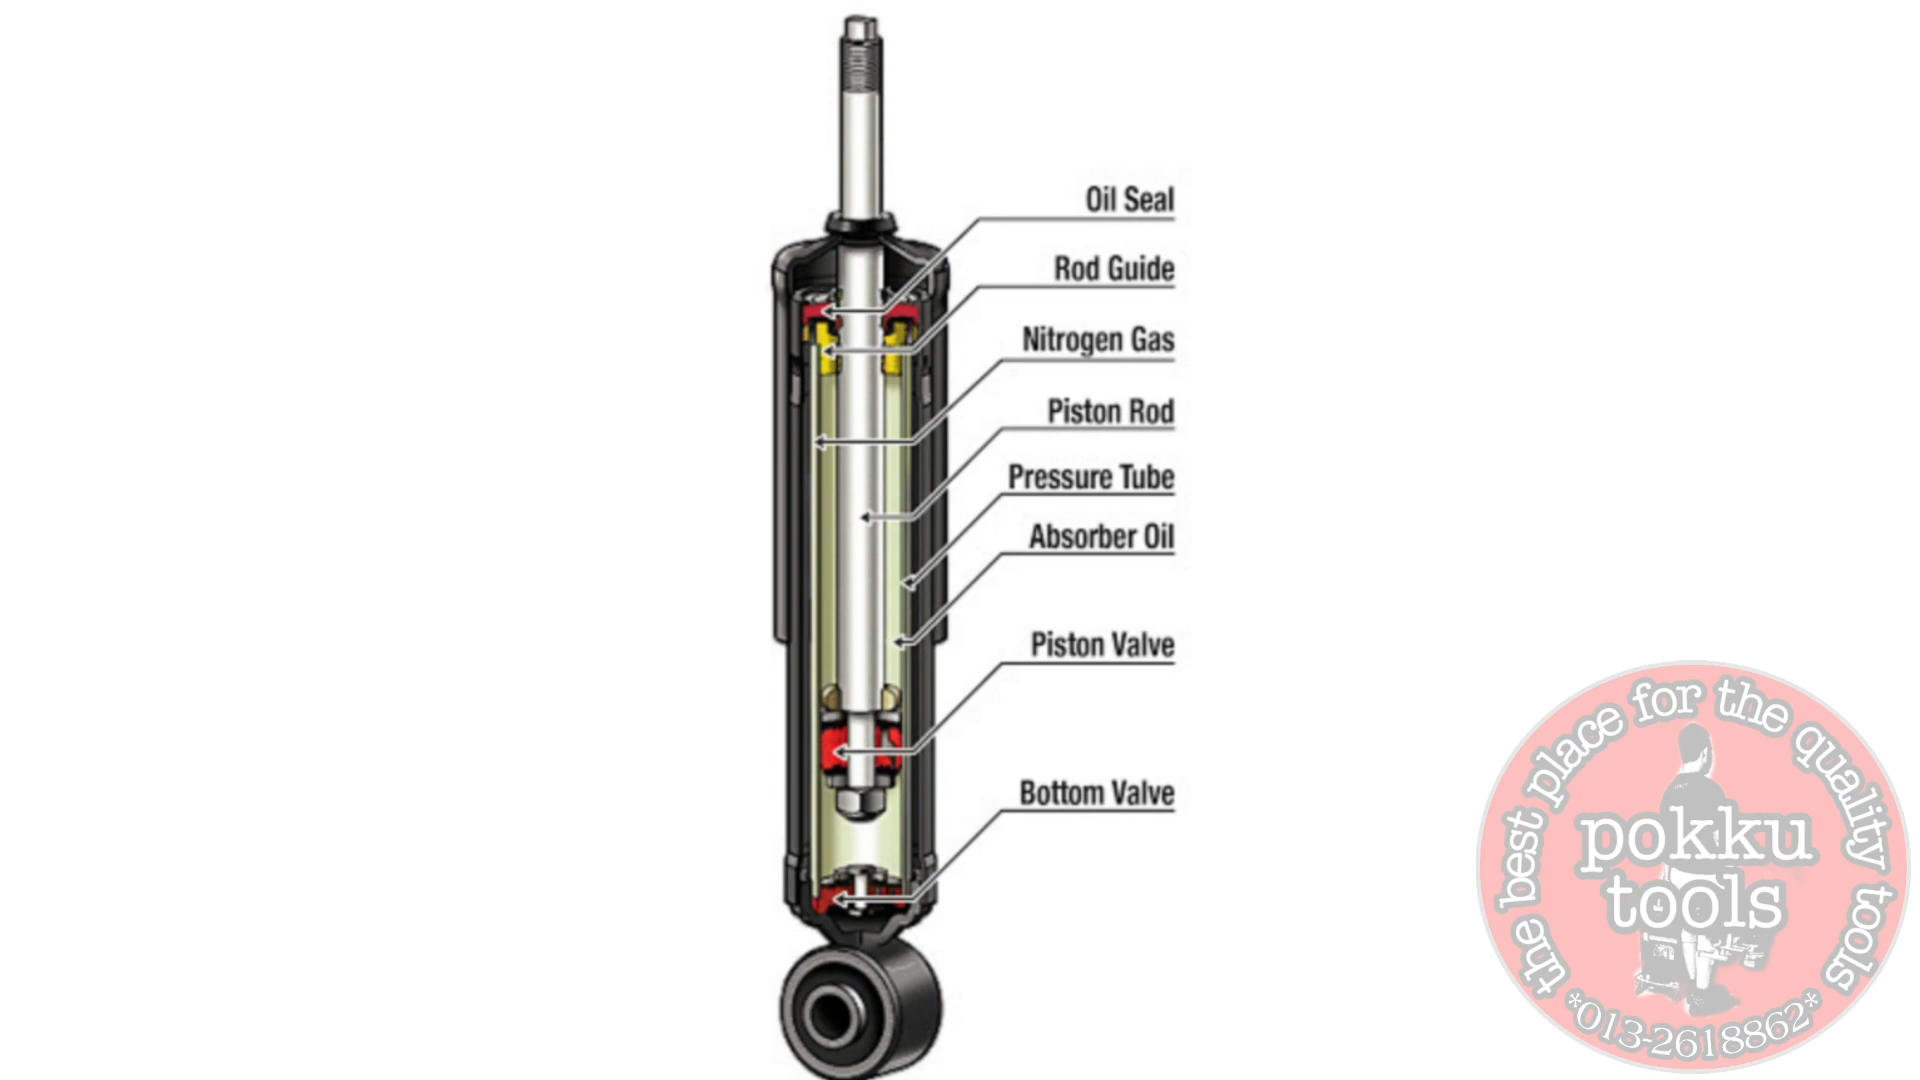 Oil Seal
Rod Guide
Nitrogen Gas
Piston Rod
Pressure Tube
Absorber Oil
Piston Valve
Bottom Valve
the best place for the quality tools
pokku
tools
*013-2618862*